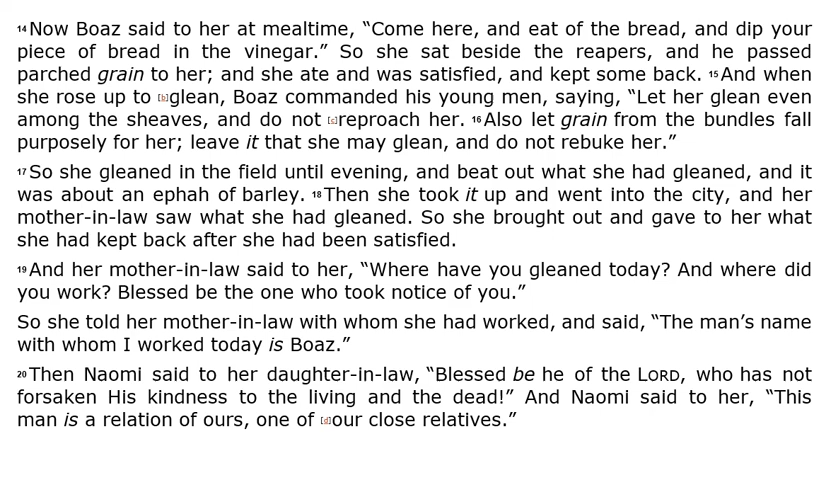 14Now Boaz said to her at mealtime, “Come here, and eat of the bread, and dip your
piece of bread in the vinegar.” So she sat beside the reapers, and he passed
parched grain to her; and she ate and was satisfied, and kept some back. 15And when
she rose up to [b]glean, Boaz commanded his young men, saying, “Let her glean even
among the sheaves, and do not [c]reproach her. 16Also let grain from the bundles fall
purposely for her; leave it that she may glean, and do not rebuke her.”
17So she gleaned in the field until evening, and beat out what she had gleaned, and it
was about an ephah of barley. 18Then she took it up and went into the city, and her
mother-in-law saw what she had gleaned. So she brought out and gave to her what
she had kept back after she had been satisfied.
19And her mother-in-law said to her, “Where have you gleaned today? And where did
you work? Blessed be the one who took notice of you.”
So she told her mother-in-law with whom she had worked, and said, “The man’s name
with whom I worked today is Boaz.”
20Then Naomi said to her daughter-in-law, “Blessed be he of the LORD, who has not
forsaken His kindness to the living and the dead!” And Naomi said to her, “This
man is a relation of ours, one of [d]our close relatives.”